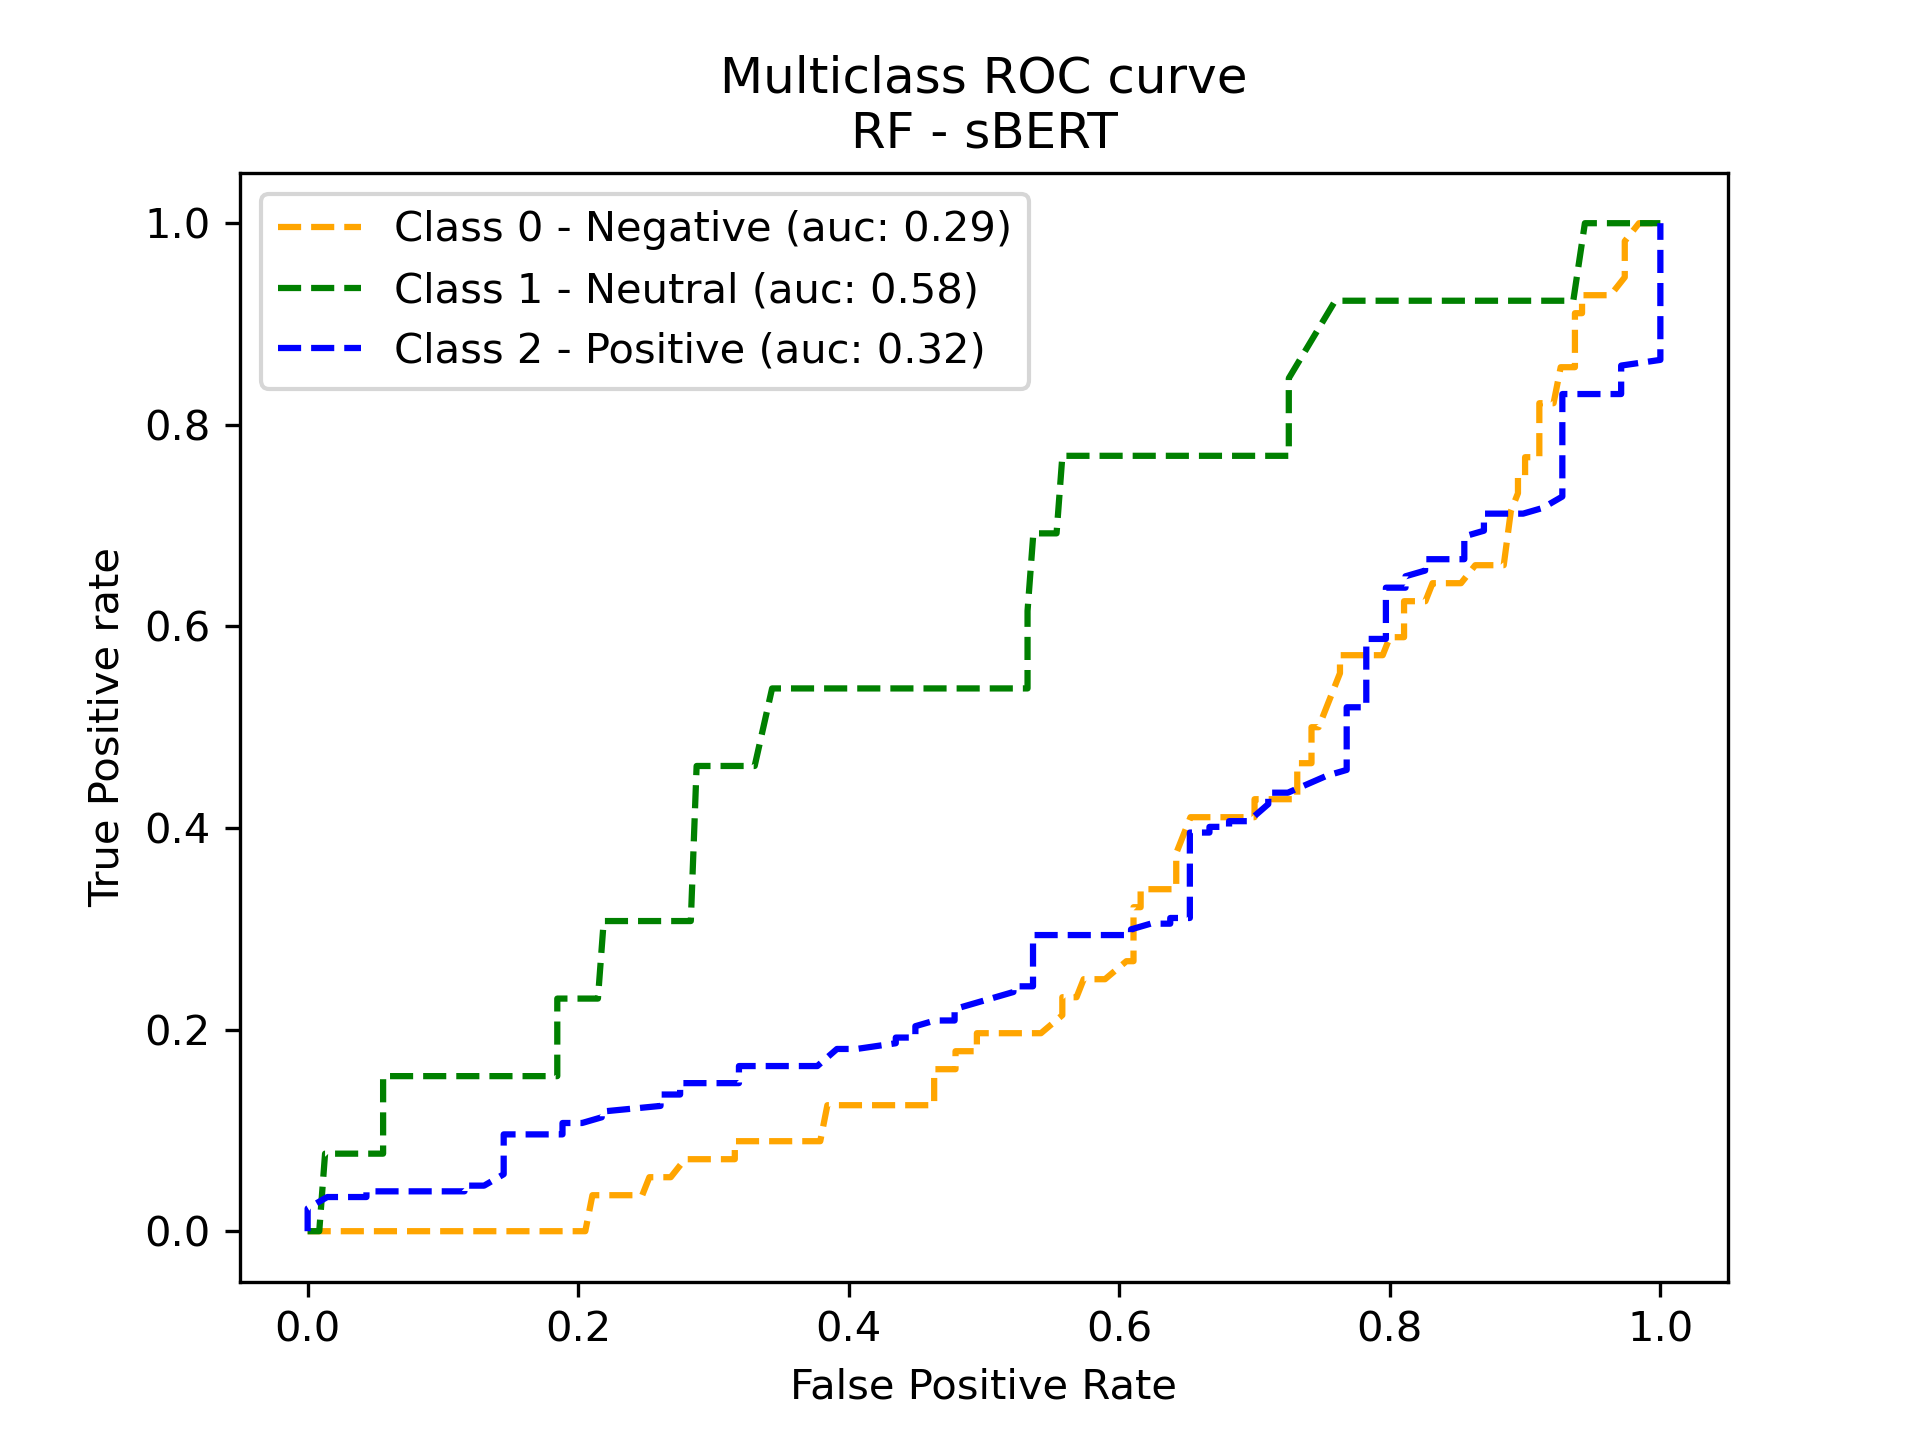 Multiclass ROC curve
RF - sBERT
Class 0 - Negative (auc: 0.29)
Class 1 - Neutral (auc: 0.58)
Class 2 - Positive (auc: 0.32)
True Positive rate
1.0
0.8
0.6
0.4
0.2
0.0
0.0 0.2 0.4 0.6 0.8 1.0
False Positive Rate